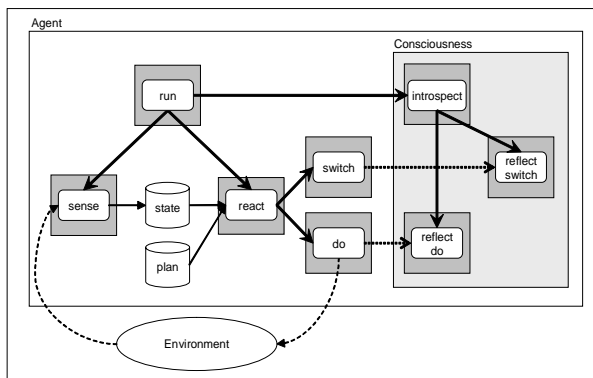 Agent
Consciousness
run
introspect
switch
reflect
switch
sense
state
react
do
reflect
do
plan
Environment